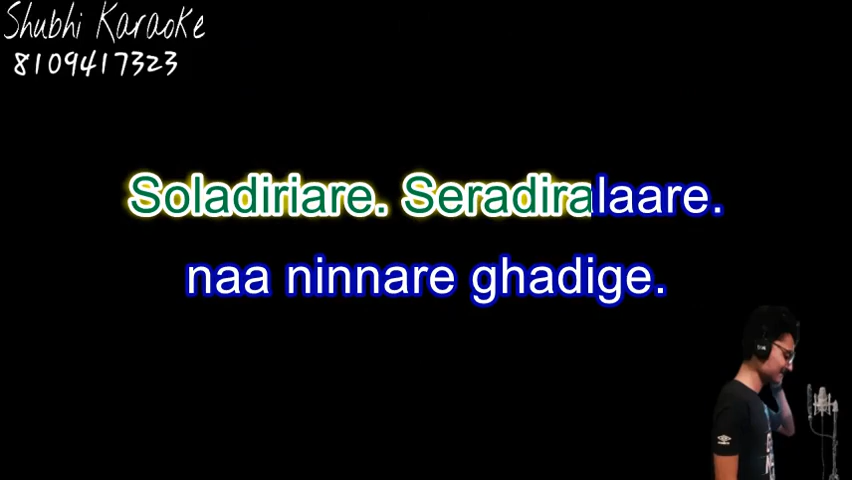 Shubhi Karaoke
8109417323
Soladiriare. Seradiralaare.
naa ninnare ghadige.